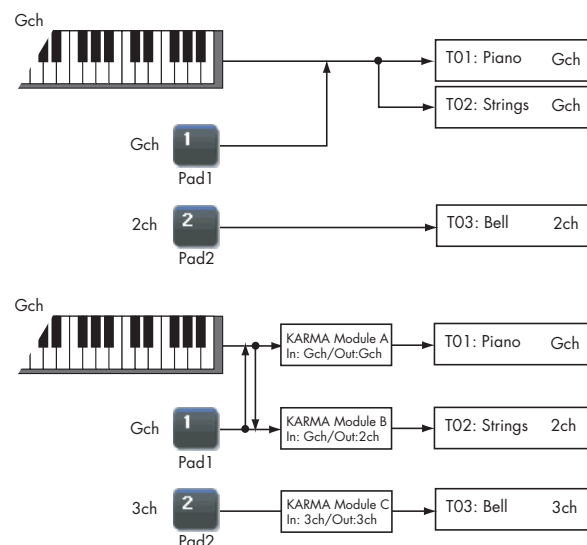 Gch
T01: Piano Gch
T02: Strings Gch
Gch 1
Pad1
2ch 2 T03: Bell 2ch
Pad2
Gch
KARMA Module A
In: Gch/Out:Gch
T01: Piano Gch
Gch 1
KARMA Module B
In: Gch/Out:2ch
T02: Strings 2ch
Pad1
3ch 2
KARMA Module C
In: 3ch/Out:3ch
T03: Bell 3ch
Pad2